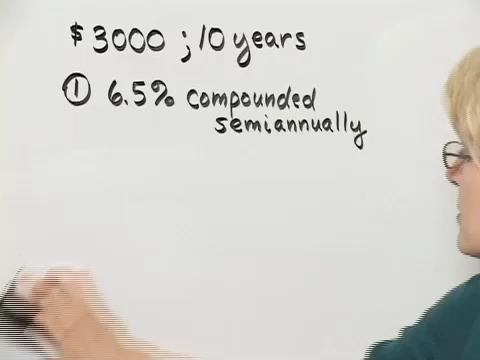 $3000 ; 10 years
① 6.5% compounded
semiannually